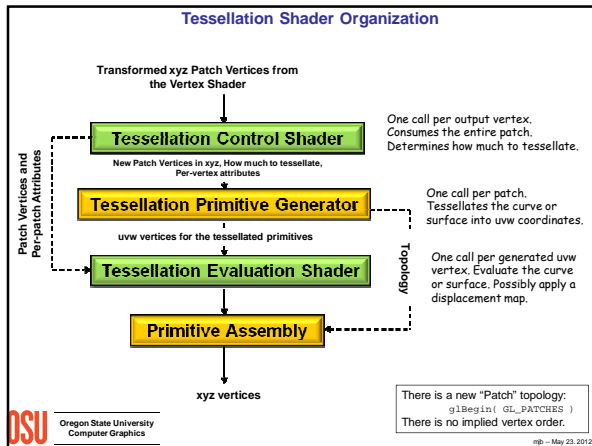 Tessellation Shader Organization
Transformed xyz Patch Vertices from
the Vertex Shader
Tessellation Control Shader
One call per output vertex.
Consumes the entire patch.
Determines how much to tessellate.
New Patch Vertices in xyz, How much to tessellate,
Per-vertex attributes
Patch Vertices and
Per-patch Attributes
Tessellation Primitive Generator
One call per patch.
Tessellates the curve or
surface into uvw coordinates.
uvw vertices for the tessellated primitives
Topology
Tessellation Evaluation Shader
One call per generated uvw
vertex. Evaluate the curve
or surface. Possibly apply a
displacement map.
Primitive Assembly
xyz vertices
There is a new “Patch” topology:
glBegin( GL_PATCHES )
There is no implied vertex order.
OSU
Oregon State University
Computer Graphics
mjb – May 23. 2012